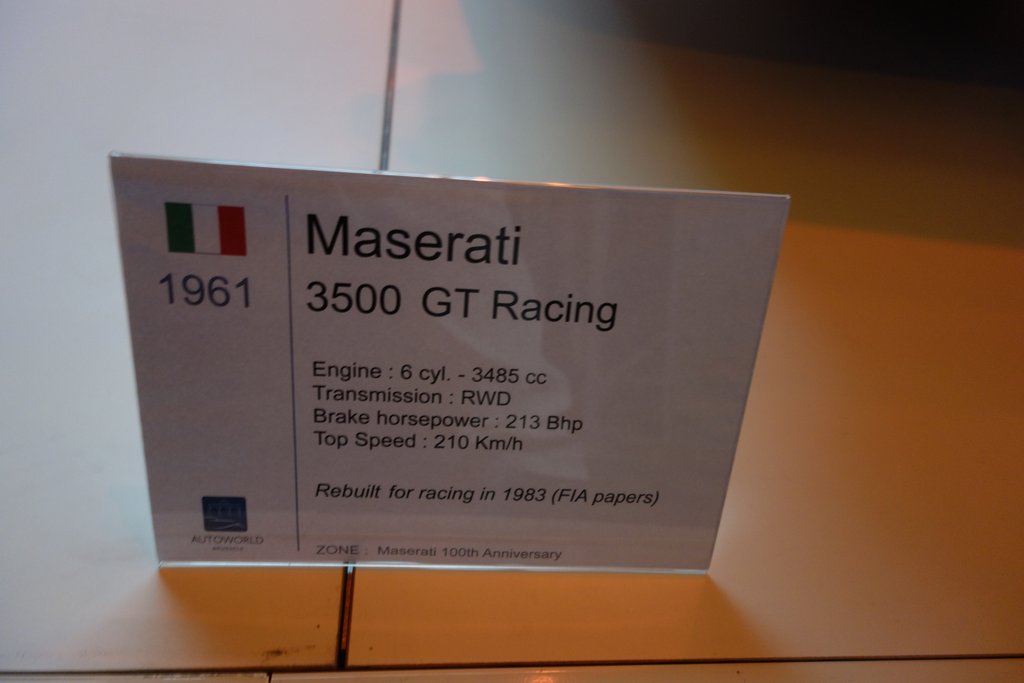 1961
Maserati
3500 GT Racing
Engine : 6 cyl. - 3485 cc
Transmission : RWD
Brake horsepower : 213 Bhp
Top Speed : 210 Km/h
Rebuilt for racing in 1983 (FIA papers)
AUTOWORLD
ZONE : Maserati 100th Anniversary